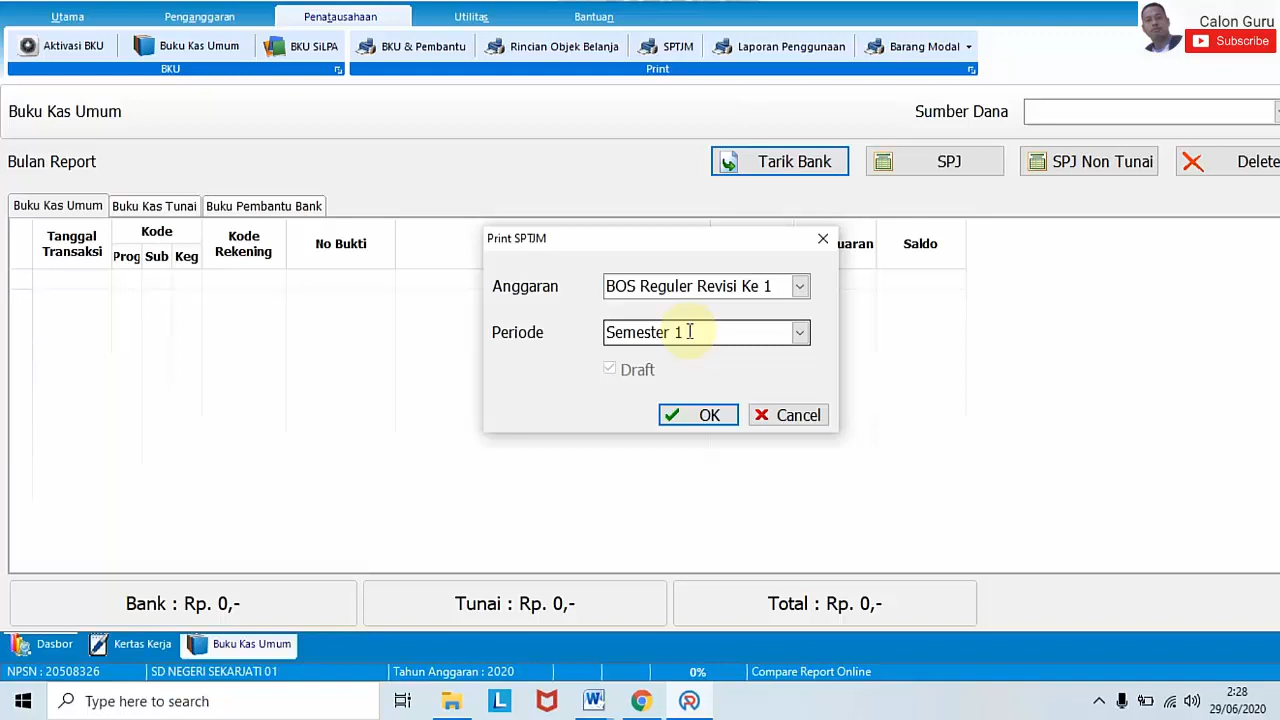 Utama Penganggaran Penatausahaan Utilitas Bantuan
Calon Guru
Subscribe
Aktivasi BKU Buku Kas Umum BKU SiLPA BKU & Pembantu Rincian Objek Belanja SPTJM Laporan Penggunaan Barang Modal
BKU Print
Buku Kas Umum Sumber Dana
Bulan Report Tarik Bank SPJ SPJ Non Tunai Delete
Buku Kas Umum Buku Kas Tunai Buku Pembantu Bank
Tanggal Transaksi Kode Prog Sub Keg Kode Rekening No Bukti uaran Saldo
Print SPTJM
Anggaran BOS Reguler Revisi Ke 1
Periode Semester 1
Draft
OK Cancel
Bank : Rp. 0,- Tunai : Rp. 0,- Total : Rp. 0,-
Dasbor Kertas Kerja Buku Kas Umum
NPSN : 20508326 SD NEGERI SEKARJATI 01 Tahun Anggaran : 2020 0% Compare Report Online
Type here to search
2:28
29/06/2020